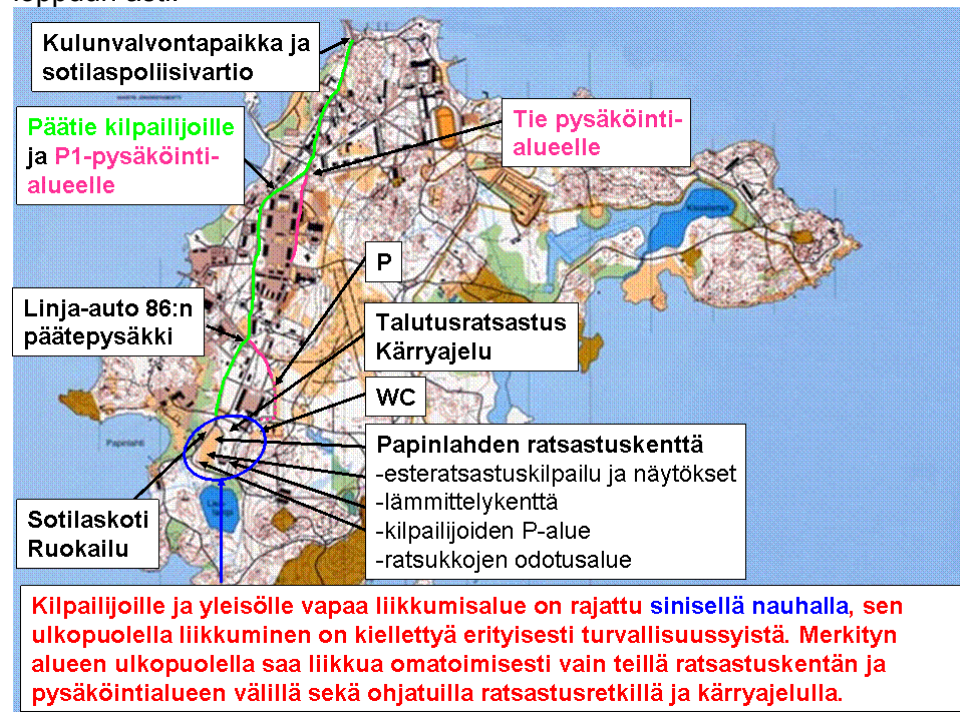 loppuun asti.
Kulunvalvontapaikka ja
sotilaspoliisivartio
Päätie kilpailijoille
ja P1-pysäköinti-
alueelle
Tie pysäköinti-
alueelle
P
Linja-auto 86:n
päätepysäkki
Talutusratsastus
Kärryajelu
WC
Papinlahti
Papinlahden ratsastuskenttä
-esteratsastuskilpailu ja näytökset
-lämmittelykenttä
-kilpailijoiden P-alue
-ratsukkojen odotusalue
Sotilaskoti
Ruokailu
Kilpailijoille ja yleisölle vapaa liikkumisalue on rajattu sinisellä nauhalla, sen
ulkopuolella liikkuminen on kiellettyä erityisesti turvallisuussyistä. Merkityn
alueen ulkopuolella saa liikkua omatoimisesti vain teillä ratsastuskentän ja
pysäköintialueen välillä sekä ohjatuilla ratsastusretkillä ja kärryajelulla.